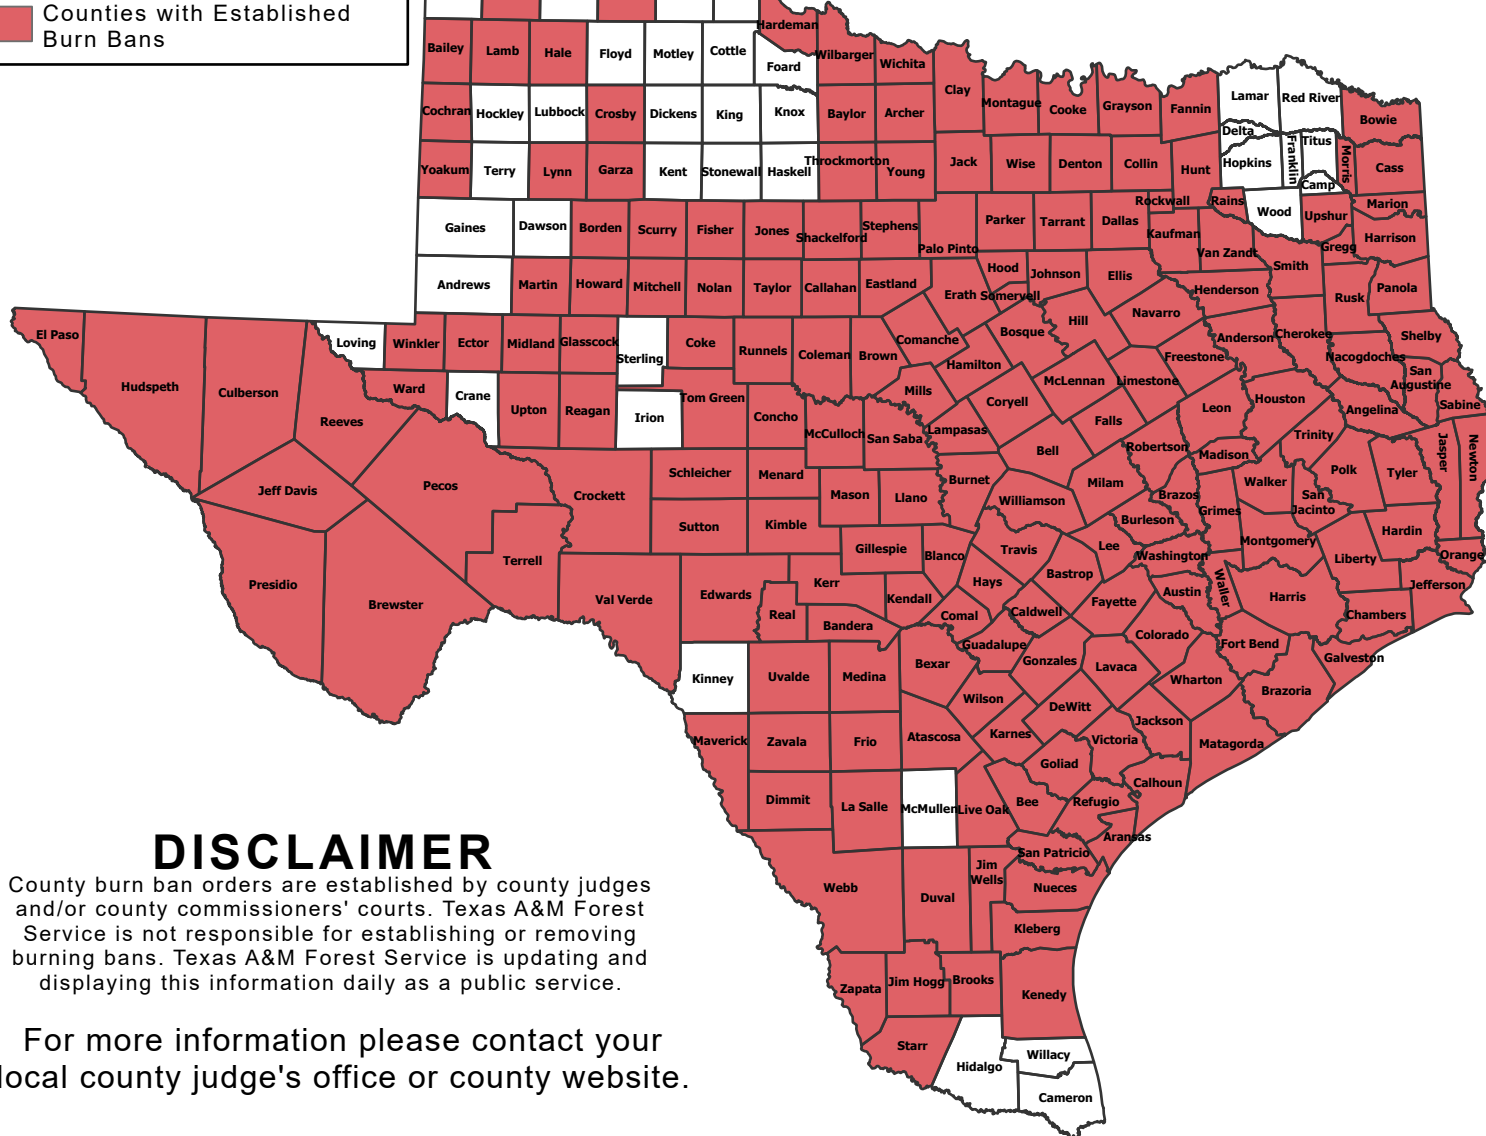 Counties with Established
Burn Bans
Hardeman
Bailey
Lamb
Hale
Floyd
Motley
Cottle
Foard
Wilbarger
Wichita
Cochran
Hockley
Lubbock
Crosby
Dickens
King
Knox
Baylor
Archer
Clay
Montague
Cooke
Grayson
Fannin
Lamar
Red River
Bowie
Delta
Yoakum
Terry
Lynn
Garza
Kent
Stonewall
Haskell
Throckmorton
Young
Jack
Wise
Denton
Collin
Hunt
Hopkins
Franklin
Titus
Camp
Morris
Cass
Gaines
Dawson
Borden
Scurry
Fisher
Jones
Shackelford
Stephens
Palo Pinto
Parker
Tarrant
Dallas
Rockwall
Kaufman
Rains
Van Zandt
Wood
Upshur
Marion
Gregg
Harrison
Andrews
Martin
Howard
Mitchell
Nolan
Taylor
Callahan
Eastland
Erath
Hood
Somervell
Johnson
Ellis
Henderson
Smith
Rusk
Panola
El Paso
Hudspeth
Culberson
Loving
Winkler
Ector
Midland
Glasscock
Sterling
Coke
Runnels
Coleman
Brown
Comanche
Hamilton
Bosque
Hill
Navarro
Freestone
Anderson
Cherokee
Nacogdoches
Shelby
San
Augustine
Sabine
Reeves
Ward
Crane
Upton
Reagan
Irion
Tom Green
Concho
McCulloch
San Saba
Mills
Lampasas
Coryell
McLennan
Limestone
Falls
Leon
Houston
Angelina
Trinity
Jeff Davis
Pecos
Crockett
Schleicher
Menard
Mason
Llano
Burnet
Bell
Milam
Robertson
Madison
Brazos
Grimes
Walker
San
Jacinto
Polk
Tyler
Jasper
Newton
Presidio
Brewster
Terrell
Sutton
Kimble
Gillespie
Blanco
Williamson
Travis
Lee
Burleson
Washington
Montgomery
Liberty
Hardin
Orange
Jefferson
Val Verde
Edwards
Real
Kerr
Bandera
Kendall
Comal
Hays
Caldwell
Bastrop
Fayette
Austin
Waller
Harris
Chambers
Kinney
Uvalde
Medina
Bexar
Guadalupe
Gonzales
Lavaca
Colorado
Wharton
Fort Bend
Brazoria
Galveston
Maverick
Zavala
Frio
Atascosa
Wilson
Karnes
DeWitt
Victoria
Jackson
Matagorda
Dimmit
La Salle
McMullen
Live Oak
Bee
Goliad
Refugio
Calhoun
Aransas
San Patricio
Webb
Duval
Jim
Wells
Nueces
Kleberg
Zapata
Jim Hogg
Brooks
Kenedy
Starr
Hidalgo
Willacy
Cameron
DISCLAIMER
County burn ban orders are established by county judges
and/or county commissioners' courts. Texas A&M Forest
Service is not responsible for establishing or removing
burning bans. Texas A&M Forest Service is updating and
displaying this information daily as a public service.
For more information please contact your
local county judge's office or county website.